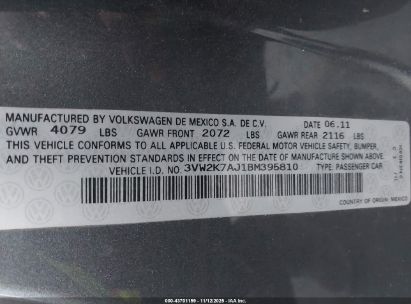 MANUFACTURED BY VOLKSWAGEN DE MEXICO S.A. DE C.V. DATE 06.11
GVWR 4079 LBS GAWR FRONT 2072 LBS GAWR REAR 2116 LBS
THIS VEHICLE CONFORMS TO ALL APPLICABLE U.S. FEDERAL MOTOR VEHICLE SAFETY, BUMPER,
AND THEFT PREVENTION STANDARDS IN EFFECT ON THE DATE OF MANUFACTURE SHOWN ABOVE.
VEHICLE I.D. NO. 3VW2K7AJ1BM395810 TYPE: PASSENGER CAR
COUNTRY OF ORIGIN: MEX